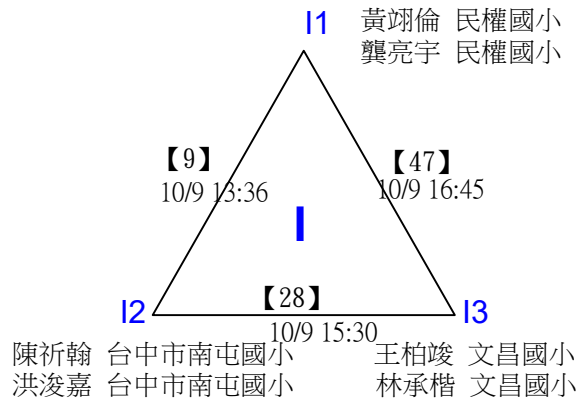 I1 黃翊倫 民權國小
龔亮宇 民權國小
【9】 【47】
10/9 13:36 10/9 16:45
I
I2 【28】 I3
10/9 15:30
陳祈翰 台中市南屯國小 王柏竣 文昌國小
洪浚嘉 台中市南屯國小 林承楷 文昌國小